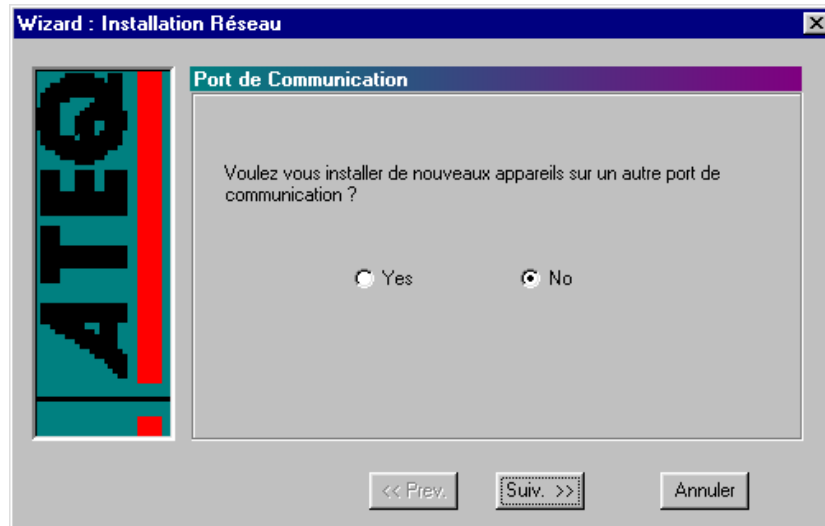 Wizard : Installation Réseau
ATEQ
Port de Communication
Voulez vous installer de nouveaux appareils sur un autre port de
communication ?
Yes
No
<< Prev.
Suiv. >>
Annuler